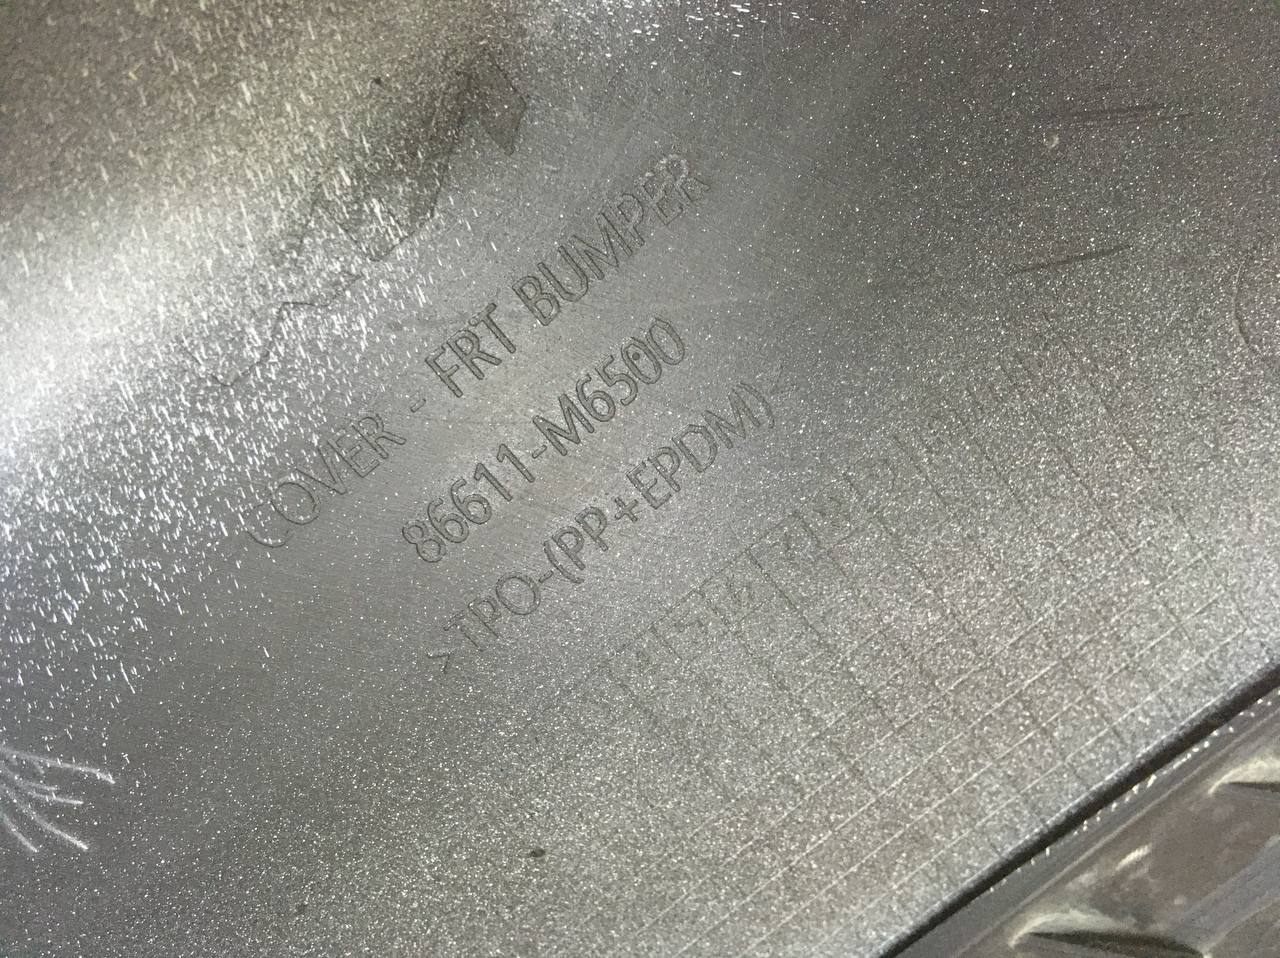 COVER - FRT BUMPER
86611-M6500
>TPO-(PP+EPDM)<